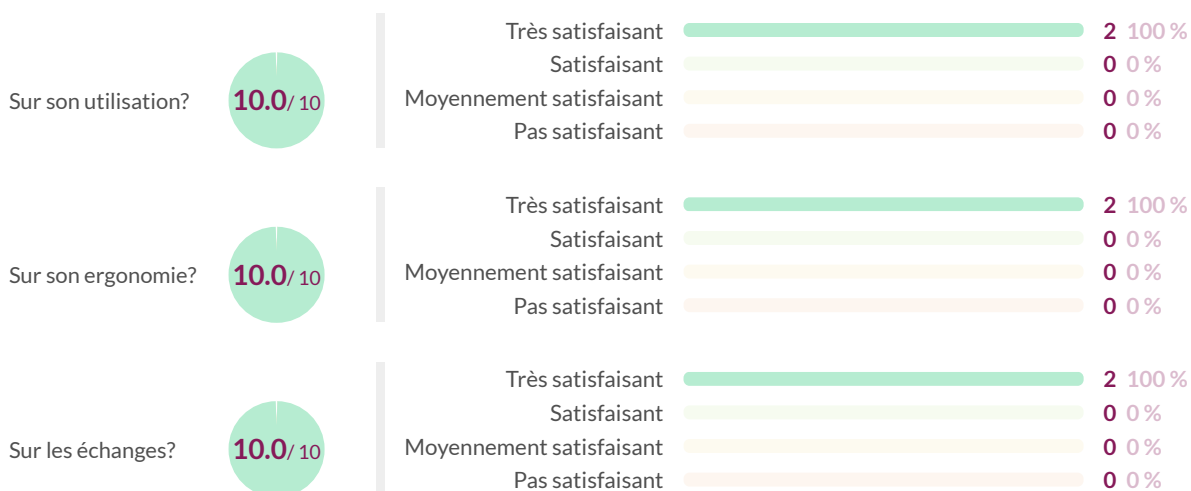 Sur son utilisation?
10.0/ 10
Très satisfaisant 2 100 %
Satisfaisant 0 0 %
Moyennement satisfaisant 0 0 %
Pas satisfaisant 0 0 %
Sur son ergonomie?
10.0/ 10
Très satisfaisant 2 100 %
Satisfaisant 0 0 %
Moyennement satisfaisant 0 0 %
Pas satisfaisant 0 0 %
Sur les échanges?
10.0/ 10
Très satisfaisant 2 100 %
Satisfaisant 0 0 %
Moyennement satisfaisant 0 0 %
Pas satisfaisant 0 0 %